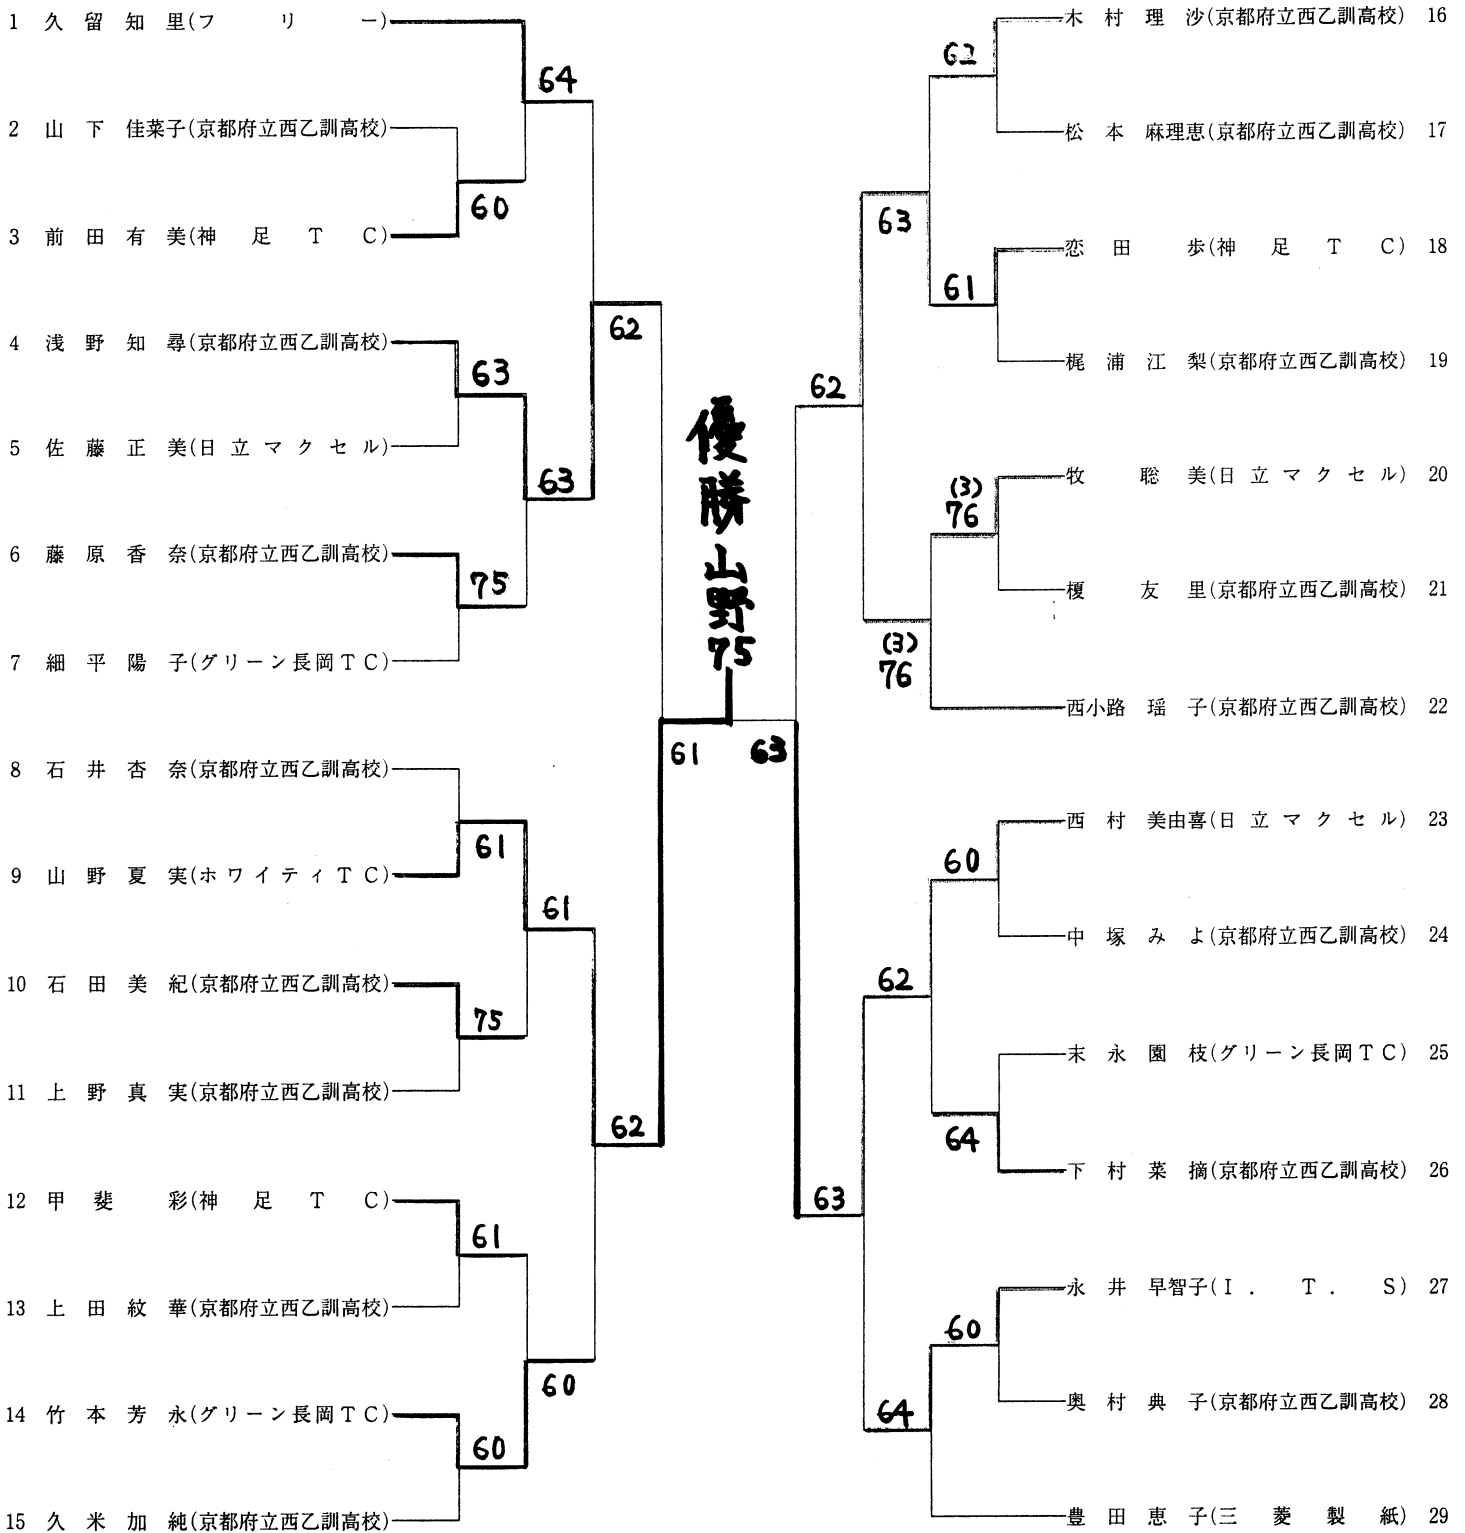 1 久留知里(フリー)
64
2 山下佳菜子(京都府立西乙訓高校)
60
3 前田有美(神足TC)
62
4 浅野知尋(京都府立西乙訓高校)
63
5 佐藤正美(日立マクセル)
63
6 藤原香奈(京都府立西乙訓高校)
75
7 細平陽子(グリーン長岡TC)
61
8 石井杏奈(京都府立西乙訓高校)
61
9 山野夏実(ホワイティTC)
61
10 石田美紀(京都府立西乙訓高校)
75
11 上野真実(京都府立西乙訓高校)
62
12 甲斐彩(神足TC)
61
13 上田紋華(京都府立西乙訓高校)
60
14 竹本芳永(グリーン長岡TC)
60
15 久米加純(京都府立西乙訓高校)
優勝 山野
75
木村理沙(京都府立西乙訓高校) 16
62
松本麻理恵(京都府立西乙訓高校) 17
63
恋田歩(神足TC) 18
61
梶浦江梨(京都府立西乙訓高校) 19
62
牧聡美(日立マクセル) 20
(3)
76
榎友里(京都府立西乙訓高校) 21
(3)
76
西小路瑶子(京都府立西乙訓高校) 22
63
西村美由喜(日立マクセル) 23
60
中塚みよ(京都府立西乙訓高校) 24
62
末永園枝(グリーン長岡TC) 25
64
下村菜摘(京都府立西乙訓高校) 26
63
永井早智子(I.T.S) 27
60
奥村典子(京都府立西乙訓高校) 28
64
豊田恵子(三菱製紙) 29